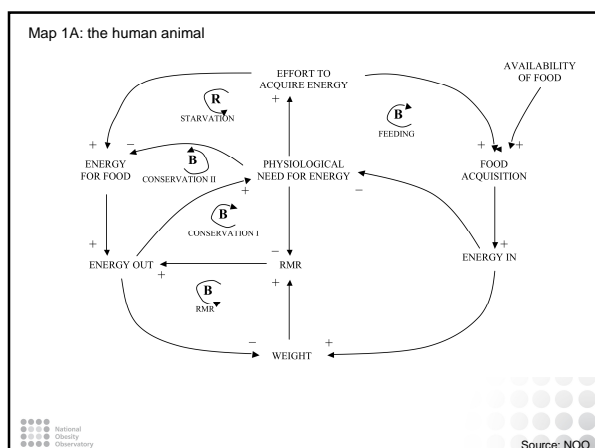 Map 1A: the human animal
AVAILABILITY
OF FOOD
EFFORT TO
ACQUIRE ENERGY
+
R
STARVATION
B
FEEDING
+
−
+
+
ENERGY
FOR FOOD
B
CONSERVATION II
PHYSIOLOGICAL
NEED FOR ENERGY
FOOD
ACQUISITION
+
−
B
CONSERVATION I
+
−
+
ENERGY OUT
RMR
ENERGY IN
+
+
B
RMR
−
+
WEIGHT
National
Obesity
Observatory
Source: NOO